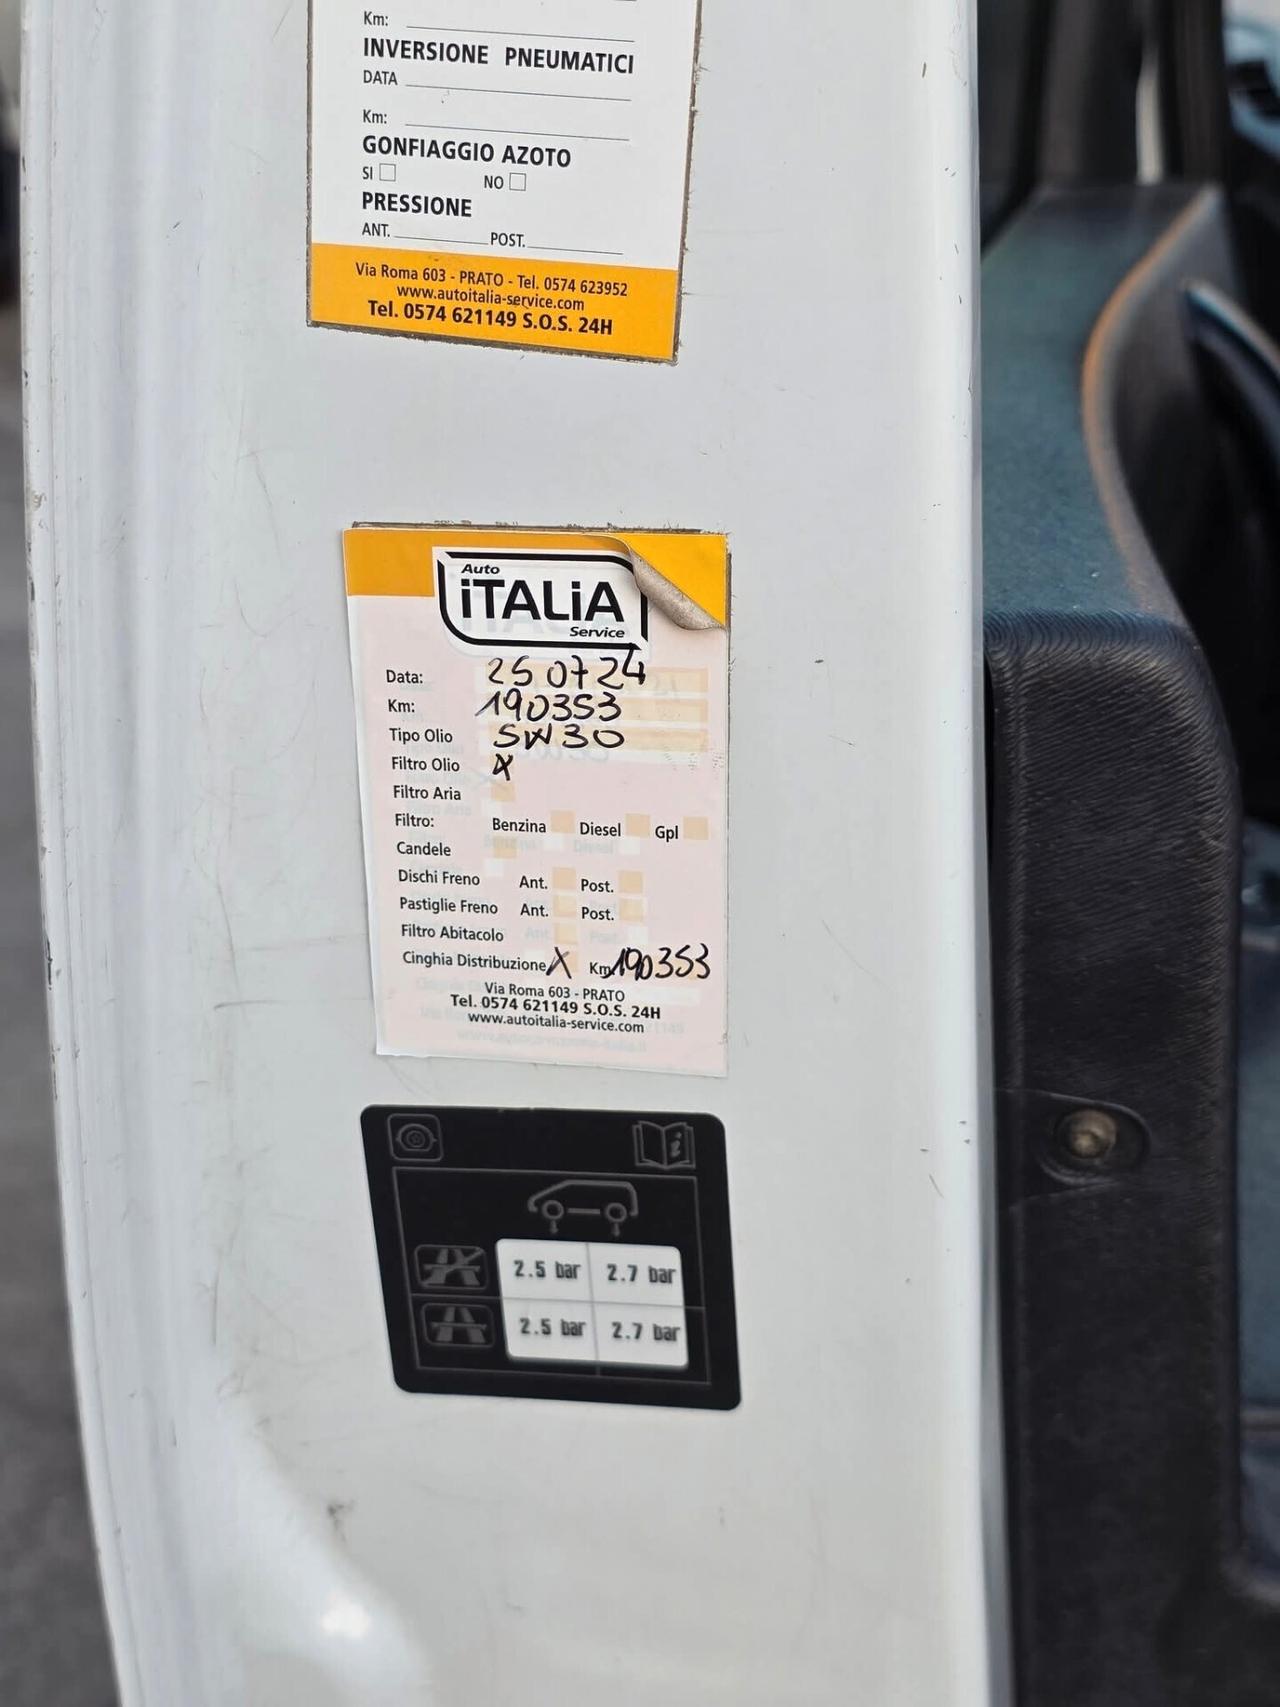 Km:
INVERSIONE PNEUMATICI
DATA
Km:
GONFIAGGIO AZOTO
SI NO
PRESSIONE
ANT. POST.
Via Roma 603 - PRATO - Tel. 0574 623952
www.autoitalia-service.com
Tel. 0574 621149 S.O.S. 24H
Auto
iTALiA
Service
Data: 25 07 24
Km: 190353
Tipo Olio 5W30
Filtro Olio X
Filtro Aria
Filtro: Benzina Diesel Gpl
Candele
Dischi Freno Ant. Post.
Pastiglie Freno Ant. Post.
Filtro Abitacolo
Cinghia Distribuzione X Km 190353
Via Roma 603 - PRATO
Tel. 0574 621149 S.O.S. 24H
www.autoitalia-service.com
i
2.5 bar 2.7 bar
2.5 bar 2.7 bar